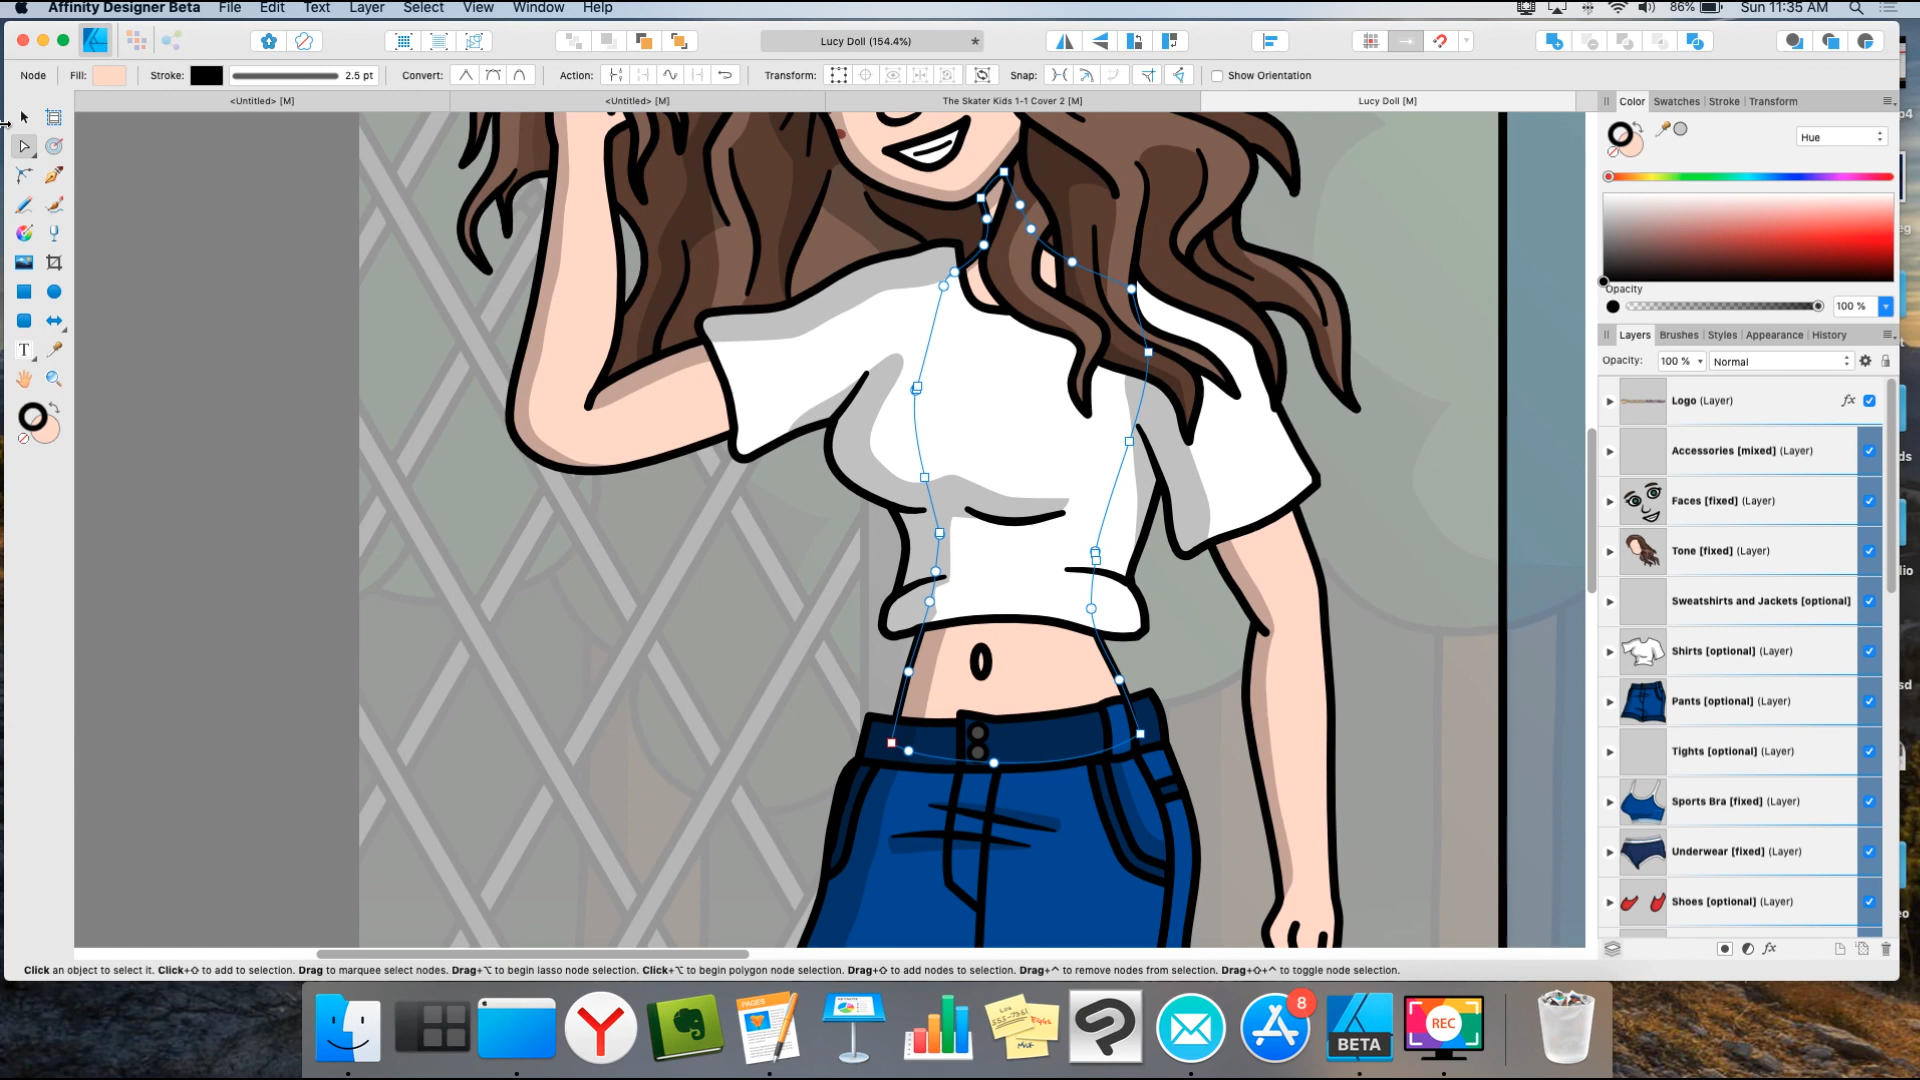 Affinity Designer Beta File Edit Text Layer Select View Window Help 86% Sun 11:35 AM
Lucy Doll (154.4%) *
Node Fill: Stroke: 2.5 pt Convert: Action: Transform: Snap: Show Orientation
<Untitled> [M] <Untitled> [M] The Skater Kids 1-1 Cover 2 [M] Lucy Doll [M]
Color Swatches Stroke Transform
Hue
Opacity
100 %
Layers Brushes Styles Appearance History
Opacity: 100 % Normal
Logo (Layer) fx
Accessories [mixed] (Layer)
Faces [fixed] (Layer)
Tone [fixed] (Layer)
Sweatshirts and Jackets [optional]
Shirts [optional] (Layer)
Pants [optional] (Layer)
Tights [optional] (Layer)
Sports Bra [fixed] (Layer)
Underwear [fixed] (Layer)
Shoes [optional] (Layer)
fx
Click an object to select it. Click+⇧ to add to selection. Drag to marquee select nodes. Drag+⌥ to begin lasso node selection. Click+⌥ to begin polygon node selection. Drag+⇧ to add nodes to selection. Drag+⌃ to remove nodes from selection. Drag+⇧+⌃ to toggle node selection.
PAGES
KEYNOTE
8
REC
BETA